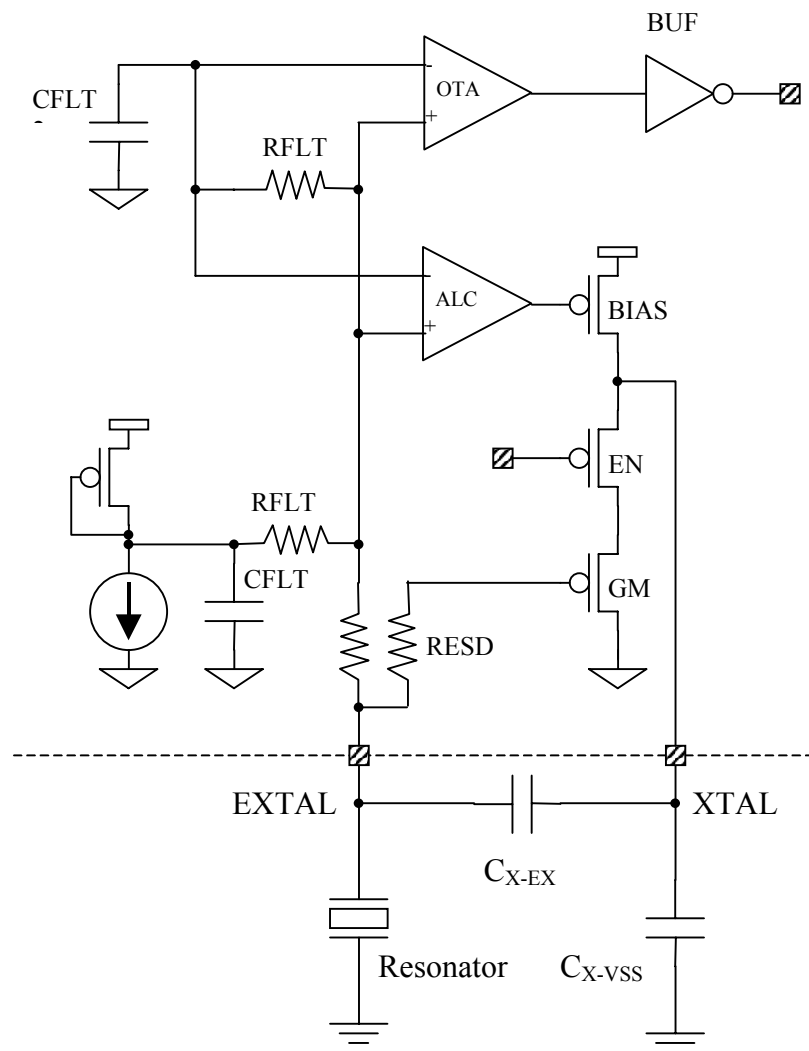 BUF
CFLT
-
OTA
+
RFLT
-
ALC
+
BIAS
EN
RFLT
CFLT
GM
RESD
EXTAL
XTAL
CX-EX
Resonator
CX-VSS